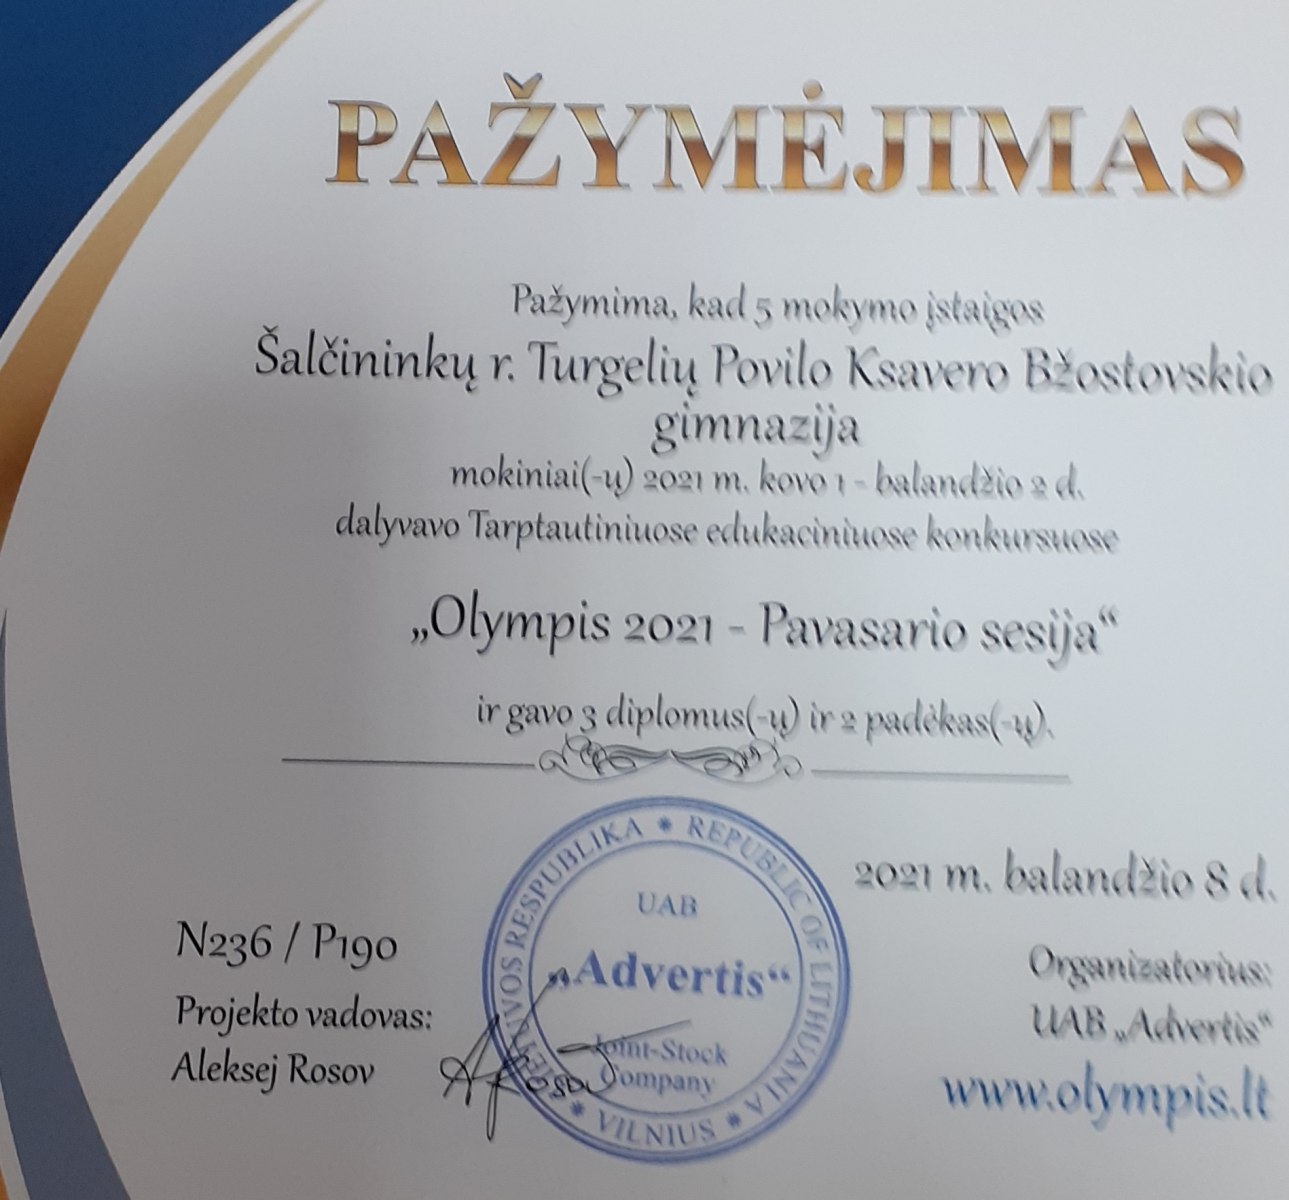 PAŽYMĖJIMAS
Pažymima, kad 5 mokymo įstaigos
Šalčininkų r. Turgelių Povilo Ksavero Bžostovskio
gimnazija
mokiniai(-ų) 2021 m. kovo 1 - balandžio 2 d.
dalyvavo Tarptautiniuose edukaciniuose konkursuose
„Olympis 2021 - Pavasario sesija“
ir gavo 3 diplomus(-ų) ir 2 padėkas(-ų).
2021 m. balandžio 8 d.
N236 / P190
Projekto vadovas:
Aleksej Rosov
LIETUVOS RESPUBLIKA * REPUBLIC OF LITHUANIA * VILNIUS *
UAB
„Advertis“
Joint-Stock
Company
A Rosov
Organizatorius:
UAB „Advertis“
www.olympis.lt